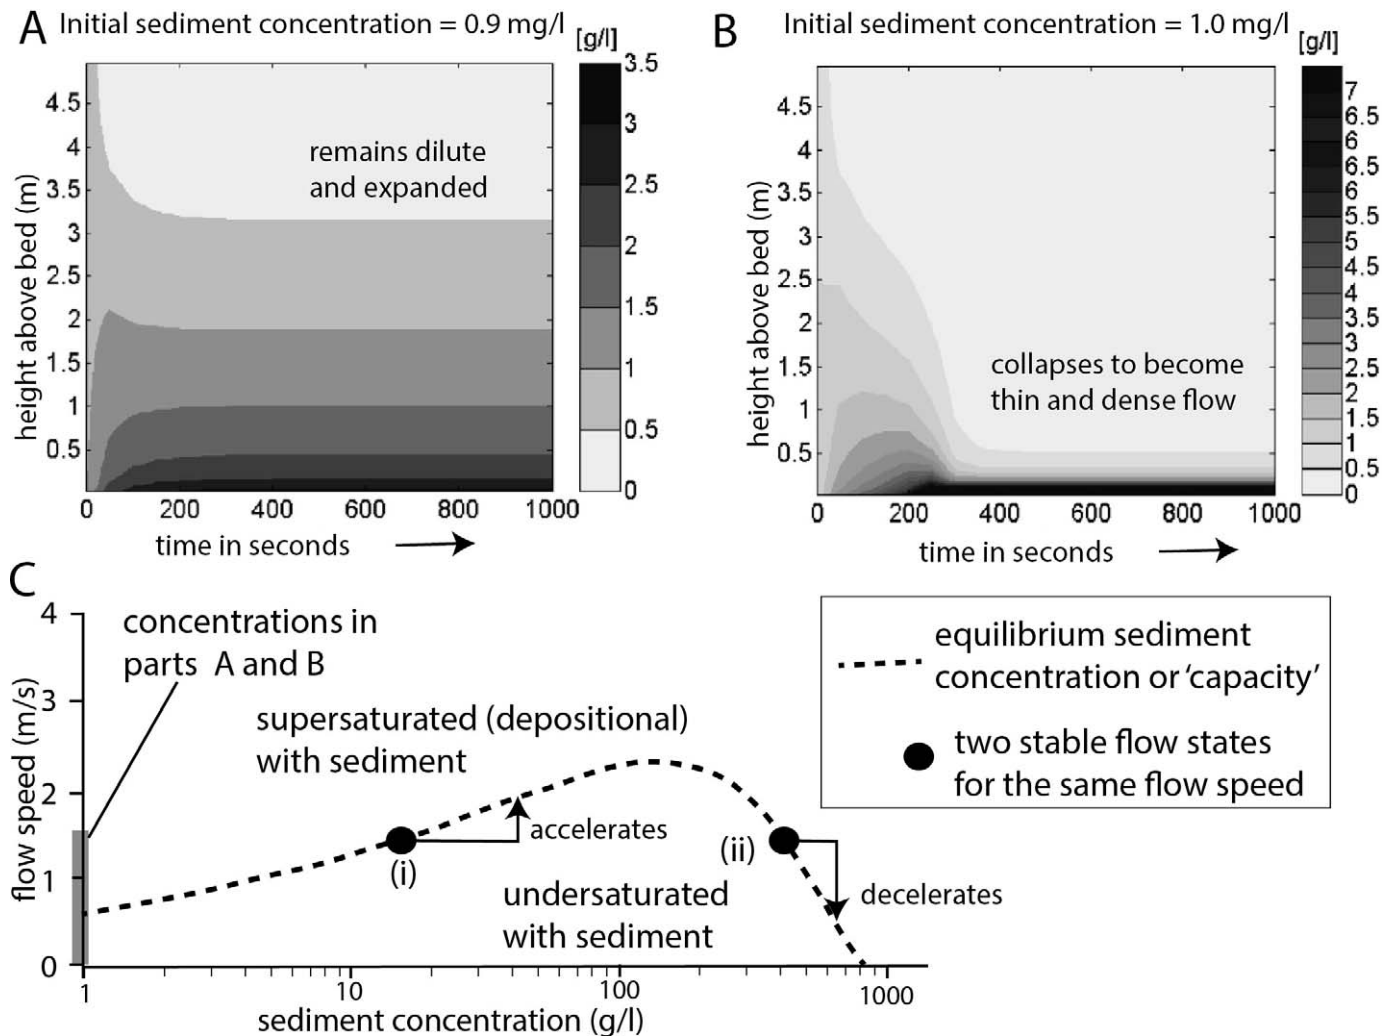 A
Initial sediment concentration = 0.9 mg/l
[g/l]
3.5
3
2.5
2
1.5
1
0.5
0
4.5
4
3.5
3
2.5
2
1.5
1
0.5
height above bed (m)
remains dilute
and expanded
0
200
400
600
800
1000
time in seconds
B
Initial sediment concentration = 1.0 mg/l
[g/l]
7
6.5
6.5
6
5.5
5
4.5
4
3.5
3
2.5
2
1.5
1
0.5
0
4.5
4
3.5
3
2.5
2
1.5
1
0.5
height above bed (m)
collapses to become
thin and dense flow
0
200
400
600
800
1000
time in seconds
C
4
3
2
1
0
flow speed (m/s)
concentrations in
parts A and B
supersaturated (depositional)
with sediment
accelerates
(i)
(ii)
undersaturated
with sediment
decelerates
1
10
100
1000
sediment concentration (g/l)
equilibrium sediment
concentration or ‘capacity’
two stable flow states
for the same flow speed